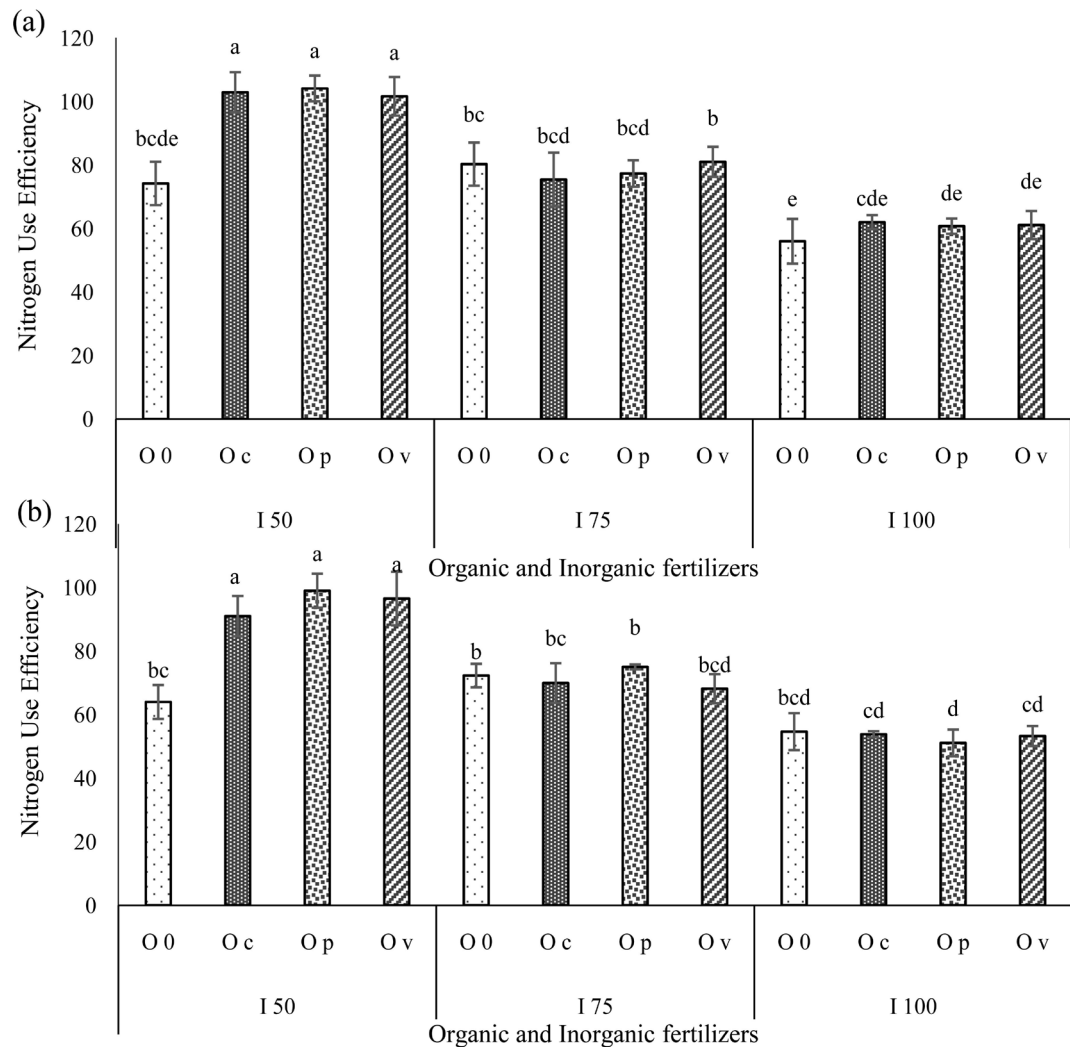 (a)
Nitrogen Use Efficiency
120
100
80
60
40
20
0
bcde
a
a
a
bc
bcd
bcd
b
e
cde
de
de
O 0 O c O p O v O 0 O c O p O v O 0 O c O p O v
I 50 I 75 I 100
Organic and Inorganic fertilizers
(b)
Nitrogen Use Efficiency
120
100
80
60
40
20
0
bc
a
a
a
b
bc
b
bcd
bcd
cd
d
cd
O 0 O c O p O v O 0 O c O p O v O 0 O c O p O v
I 50 I 75 I 100
Organic and Inorganic fertilizers